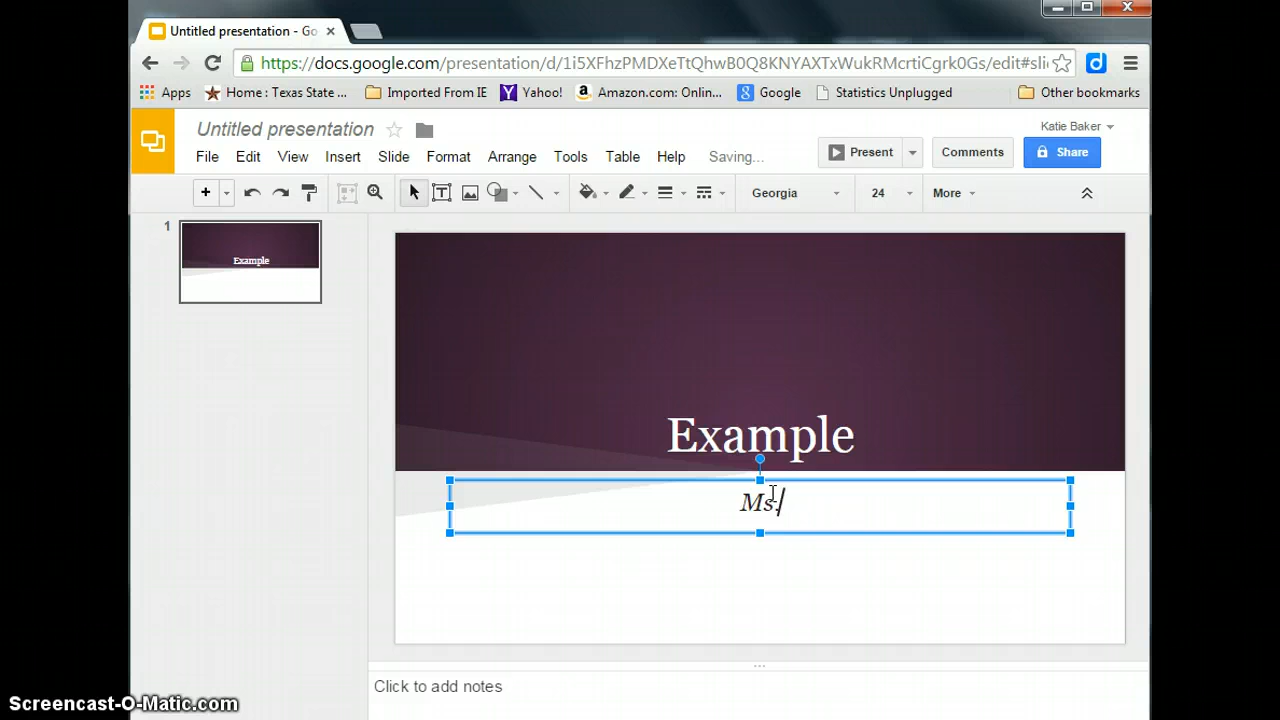 Untitled presentation - Go
https://docs.google.com/presentation/d/1i5XFhzPMDXeTtQhwB0Q8KNYAXTxWukRMcrtiCgrk0Gs/edit#slid
Apps Home : Texas State ... Imported From IE Yahoo! Amazon.com: Onlin... Google Statistics Unplugged Other bookmarks
Untitled presentation
Katie Baker
File Edit View Insert Slide Format Arrange Tools Table Help Saving...
Present Comments Share
Georgia 24 More
1
Example
Example
Ms.
Click to add notes
Screencast-O-Matic.com